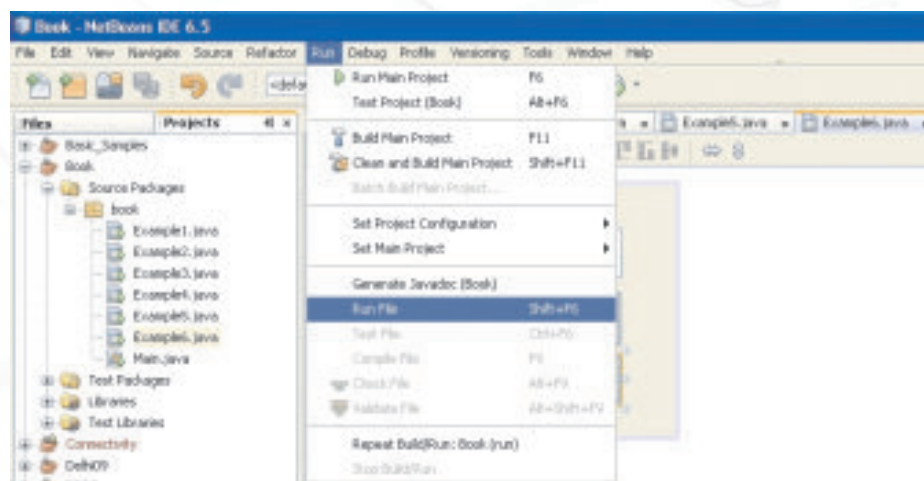 Book - NetBeans IDE 6.5
File Edit View Navigate Source Refactor Run Debug Profile Versioning Tools Window Help
<defa
Files Projects
Basic_Samples
Book
Source Packages
book
Example1.java
Example2.java
Example3.java
Example4.java
Example5.java
Example6.java
Main.java
Test Packages
Libraries
Test Libraries
Connectivity
Delhi09
Run Main Project F6
Test Project (Book) Alt+F6
Build Main Project F11
Clean and Build Main Project Shift+F11
Batch Build Main Project...
Set Project Configuration
Set Main Project
Generate Javadoc (Book)
Run File Shift+F6
Test File Ctrl+F6
Compile File F9
Check File Alt+F9
Validate File Alt+Shift+F9
Repeat Build/Run: Book (run)
Stop Build/Run
Example5.java
Example6.java